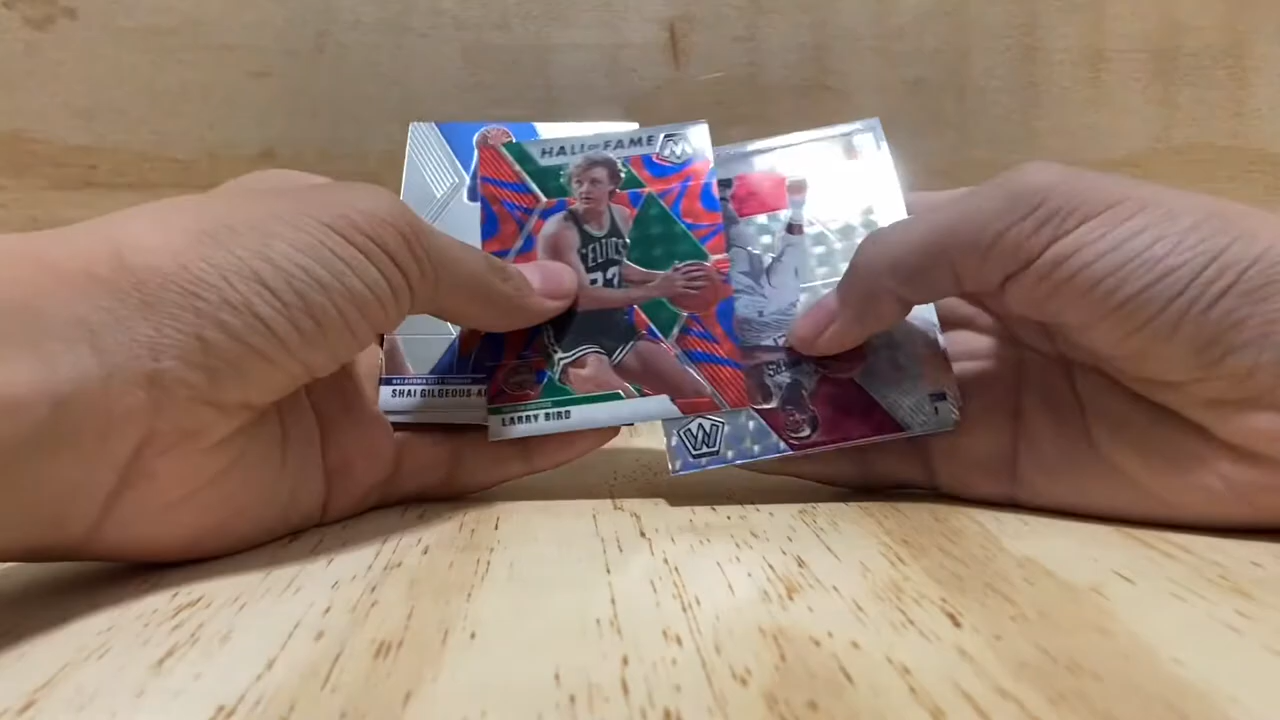 HALL OF FAME
M
CELTICS
33
OKLAHOMA CITY THUNDER
SHAI GILGEOUS-AL
LARRY BIRD